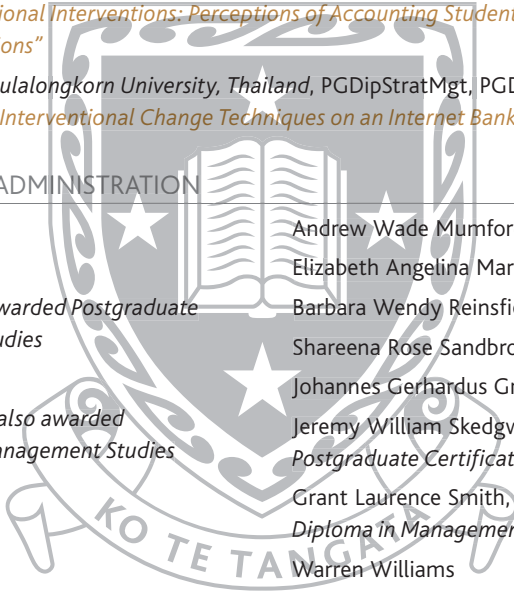 ional Interventions: Perceptions of Accounting Student
ions”
ulalongkorn University, Thailand, PGDipStratMgt, PGD
Interventional Change Techniques on an Internet Bank
ADMINISTRATION
warded Postgraduate
udies
also awarded
anagement Studies
Andrew Wade Mumfor
Elizabeth Angelina Mar
Barbara Wendy Reinsfie
Shareena Rose Sandbro
Johannes Gerhardus Gr
Jeremy William Skedgw
Postgraduate Certificat
Grant Laurence Smith,
Diploma in Managemen
Warren Williams
KO TE TANGATA